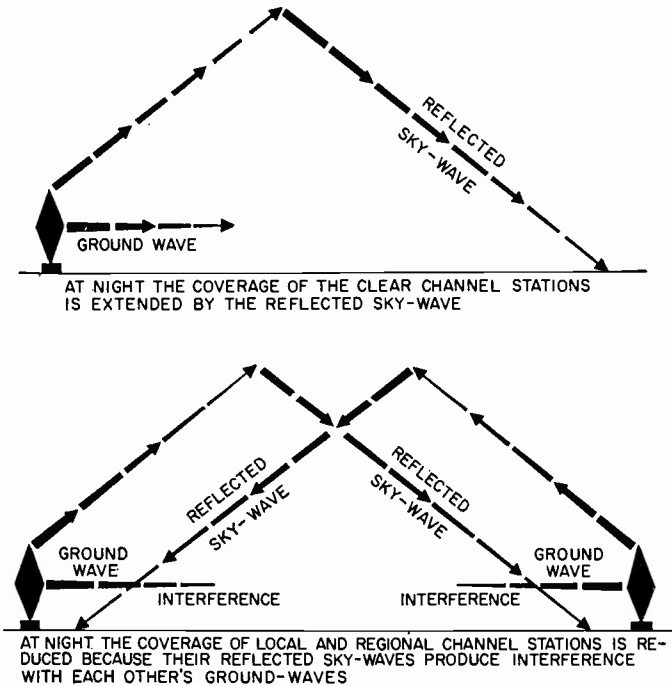 REFLECTED
SKY-WAVE
GROUND WAVE
AT NIGHT THE COVERAGE OF THE CLEAR CHANNEL STATIONS
IS EXTENDED BY THE REFLECTED SKY-WAVE
REFLECTED
SKY-WAVE
REFLECTED
SKY-WAVE
GROUND
WAVE
INTERFERENCE
GROUND
WAVE
INTERFERENCE
AT NIGHT THE COVERAGE OF LOCAL AND REGIONAL CHANNEL STATIONS IS RE-
DUCED BECAUSE THEIR REFLECTED SKY-WAVES PRODUCE INTERFERENCE
WITH EACH OTHER'S GROUND-WAVES